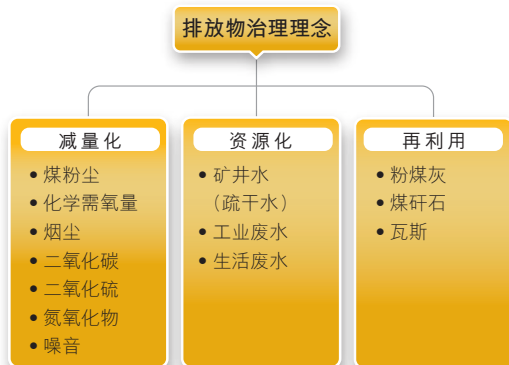 排放物治理理念
减量化
• 煤粉尘
• 化学需氧量
• 烟尘
• 二氧化碳
• 二氧化硫
• 氮氧化物
• 噪音
资源化
• 矿井水
（疏干水）
• 工业废水
• 生活废水
再利用
• 粉煤灰
• 煤矸石
• 瓦斯